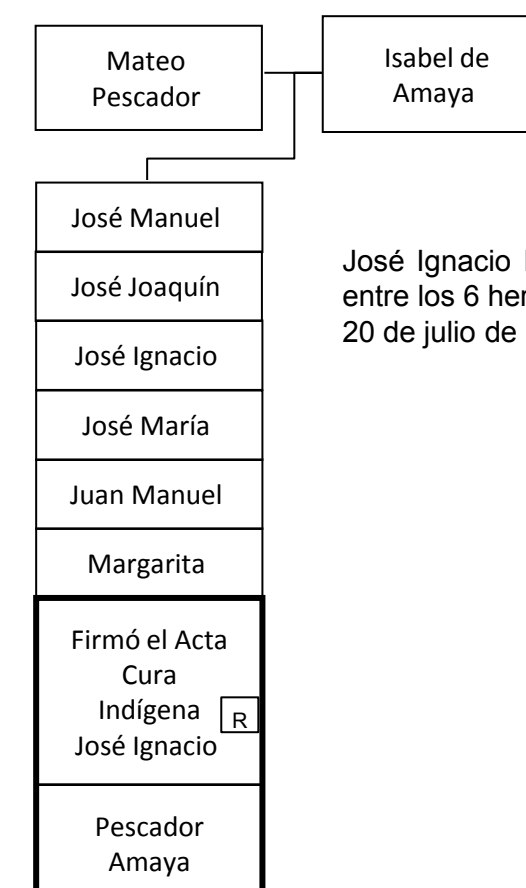 Mateo
Pescador
Isabel de
Amaya
José Manuel
José Joaquín
José Ignacio
José María
Juan Manuel
Margarita
José Ignacio
entre los 6
20 de julio de
Firmó el Acta
Cura
Indígena
R
José Ignacio
Pescador
Amaya